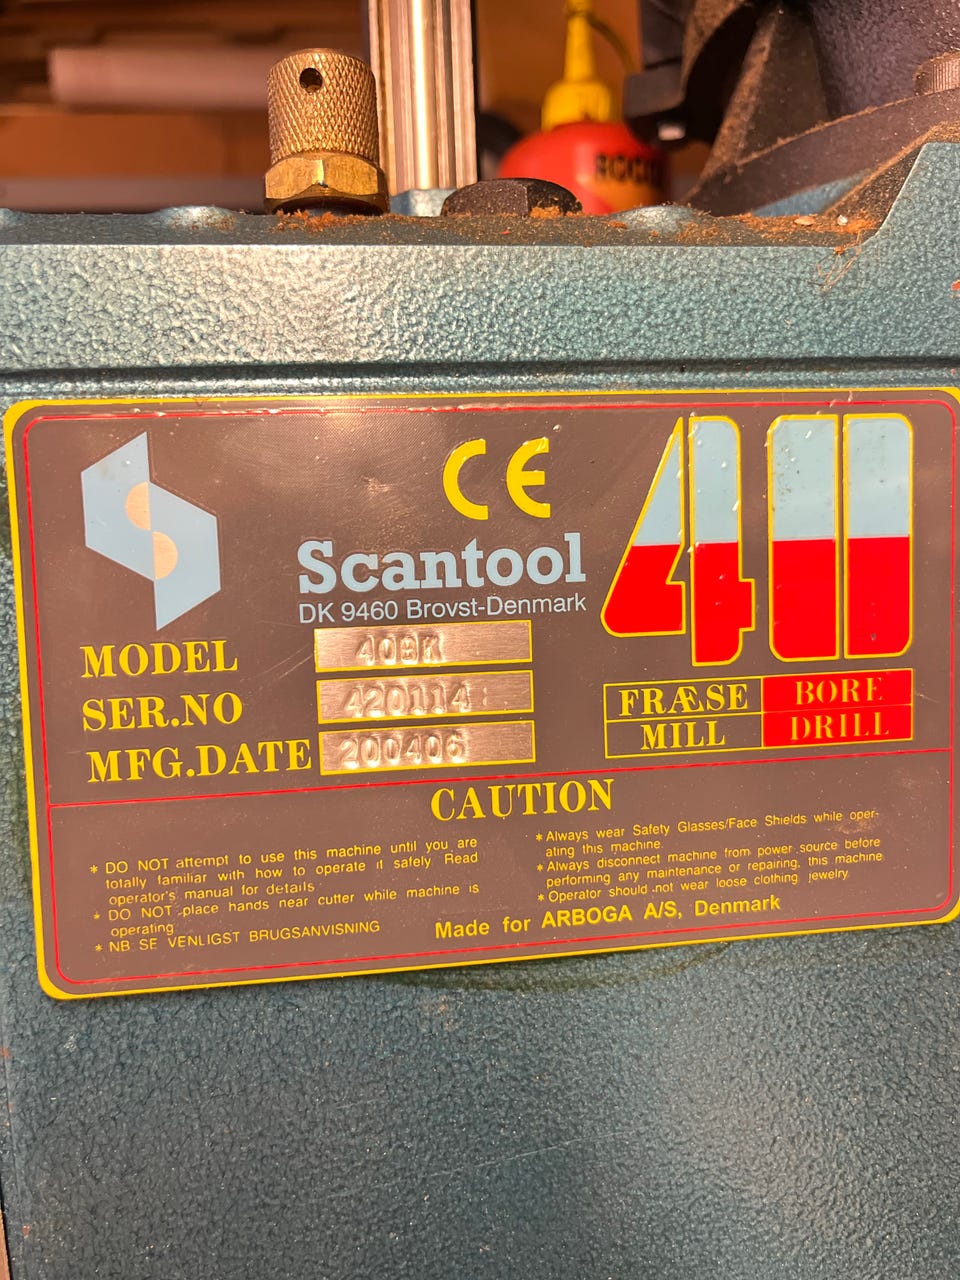 CE
Scantool
DK 9460 Brovst-Denmark
40
MODEL 40BK
SER.NO 420114
MFG.DATE 200406
FRÆSE BORE
MILL DRILL
CAUTION
* DO NOT attempt to use this machine until you are
totally familiar with how to operate it safely Read
operator's manual for details
* DO NOT place hands near cutter while machine is
operating
* NB SE VENLIGST BRUGSANVISNING
* Always wear Safety Glasses/Face Shields while oper-
ating this machine
* Always disconnect machine from power source before
performing any maintenance or repairing, this machine
* Operator should not wear loose clothing jewelry
Made for ARBOGA A/S, Denmark